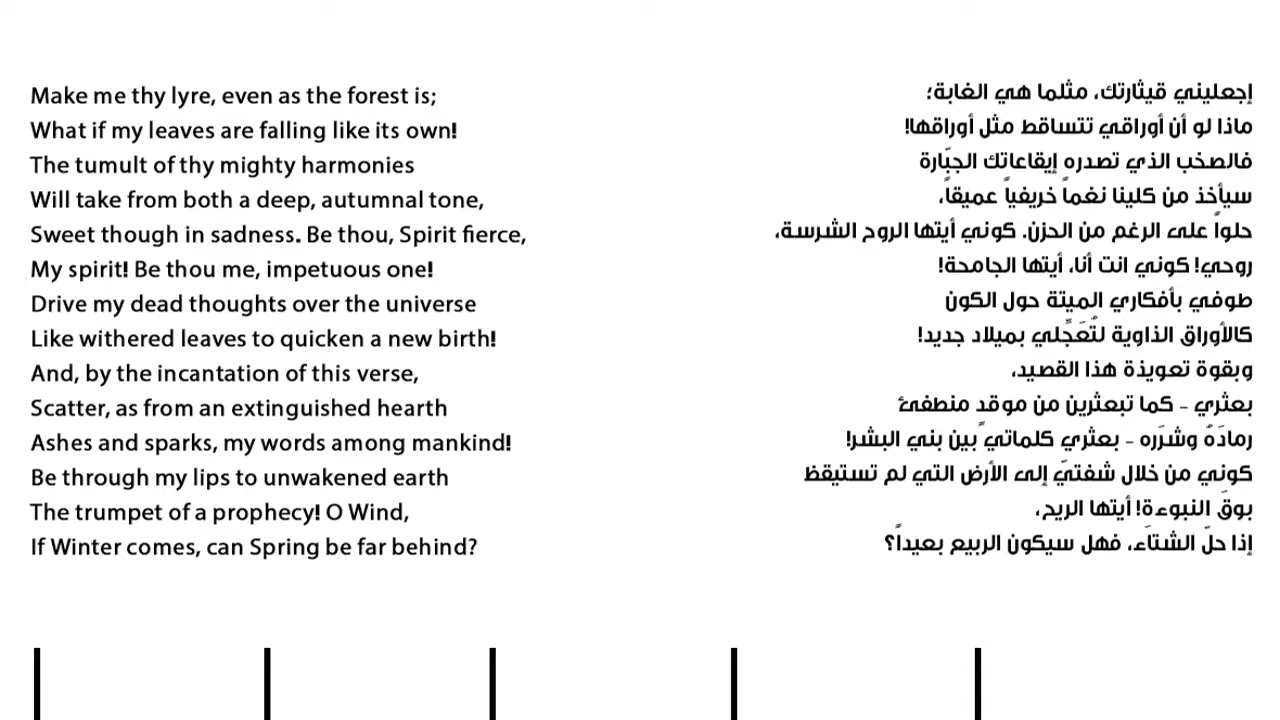 Make me thy lyre, even as the forest is;
What if my leaves are falling like its own!
The tumult of thy mighty harmonies
Will take from both a deep, autumnal tone,
Sweet though in sadness. Be thou, Spirit fierce,
My spirit! Be thou me, impetuous one!
Drive my dead thoughts over the universe
Like withered leaves to quicken a new birth!
And, by the incantation of this verse,
Scatter, as from an extinguished hearth
Ashes and sparks, my words among mankind!
Be through my lips to unwakened earth
The trumpet of a prophecy! O Wind,
If Winter comes, can Spring be far behind?
إجعليني قيثارتك، مثلما هي الغابة؛
ماذا لو أن أوراقي تتساقط مثل أوراقها!
فالصخب الذي تصدره إيقاعاتك الجبّارة
سيأخذ من كلينا نغماً خريفياً عميقاً،
حلواً على الرغم من الحزن. كوني أيتها الروح الشرسة،
روحي! كوني انت أنا، أيتها الجامحة!
طوفي بأفكاري الميتة حول الكون
كالأوراق الذاوية لتُعَجِّلي بميلاد جديد!
وبقوة تعويذة هذا القصيد،
بعثري - كما تبعثرين من موقدٍ منطفئ
رمادَهُ وشرَره - بعثري كلماتي بين بني البشر!
كوني من خلال شفتيّ إلى الأرض التي لم تستيقظ
بوقَ النبوءة! أيتها الريح،
إذا حلّ الشتاَء، فهل سيكون الربيع بعيداً؟